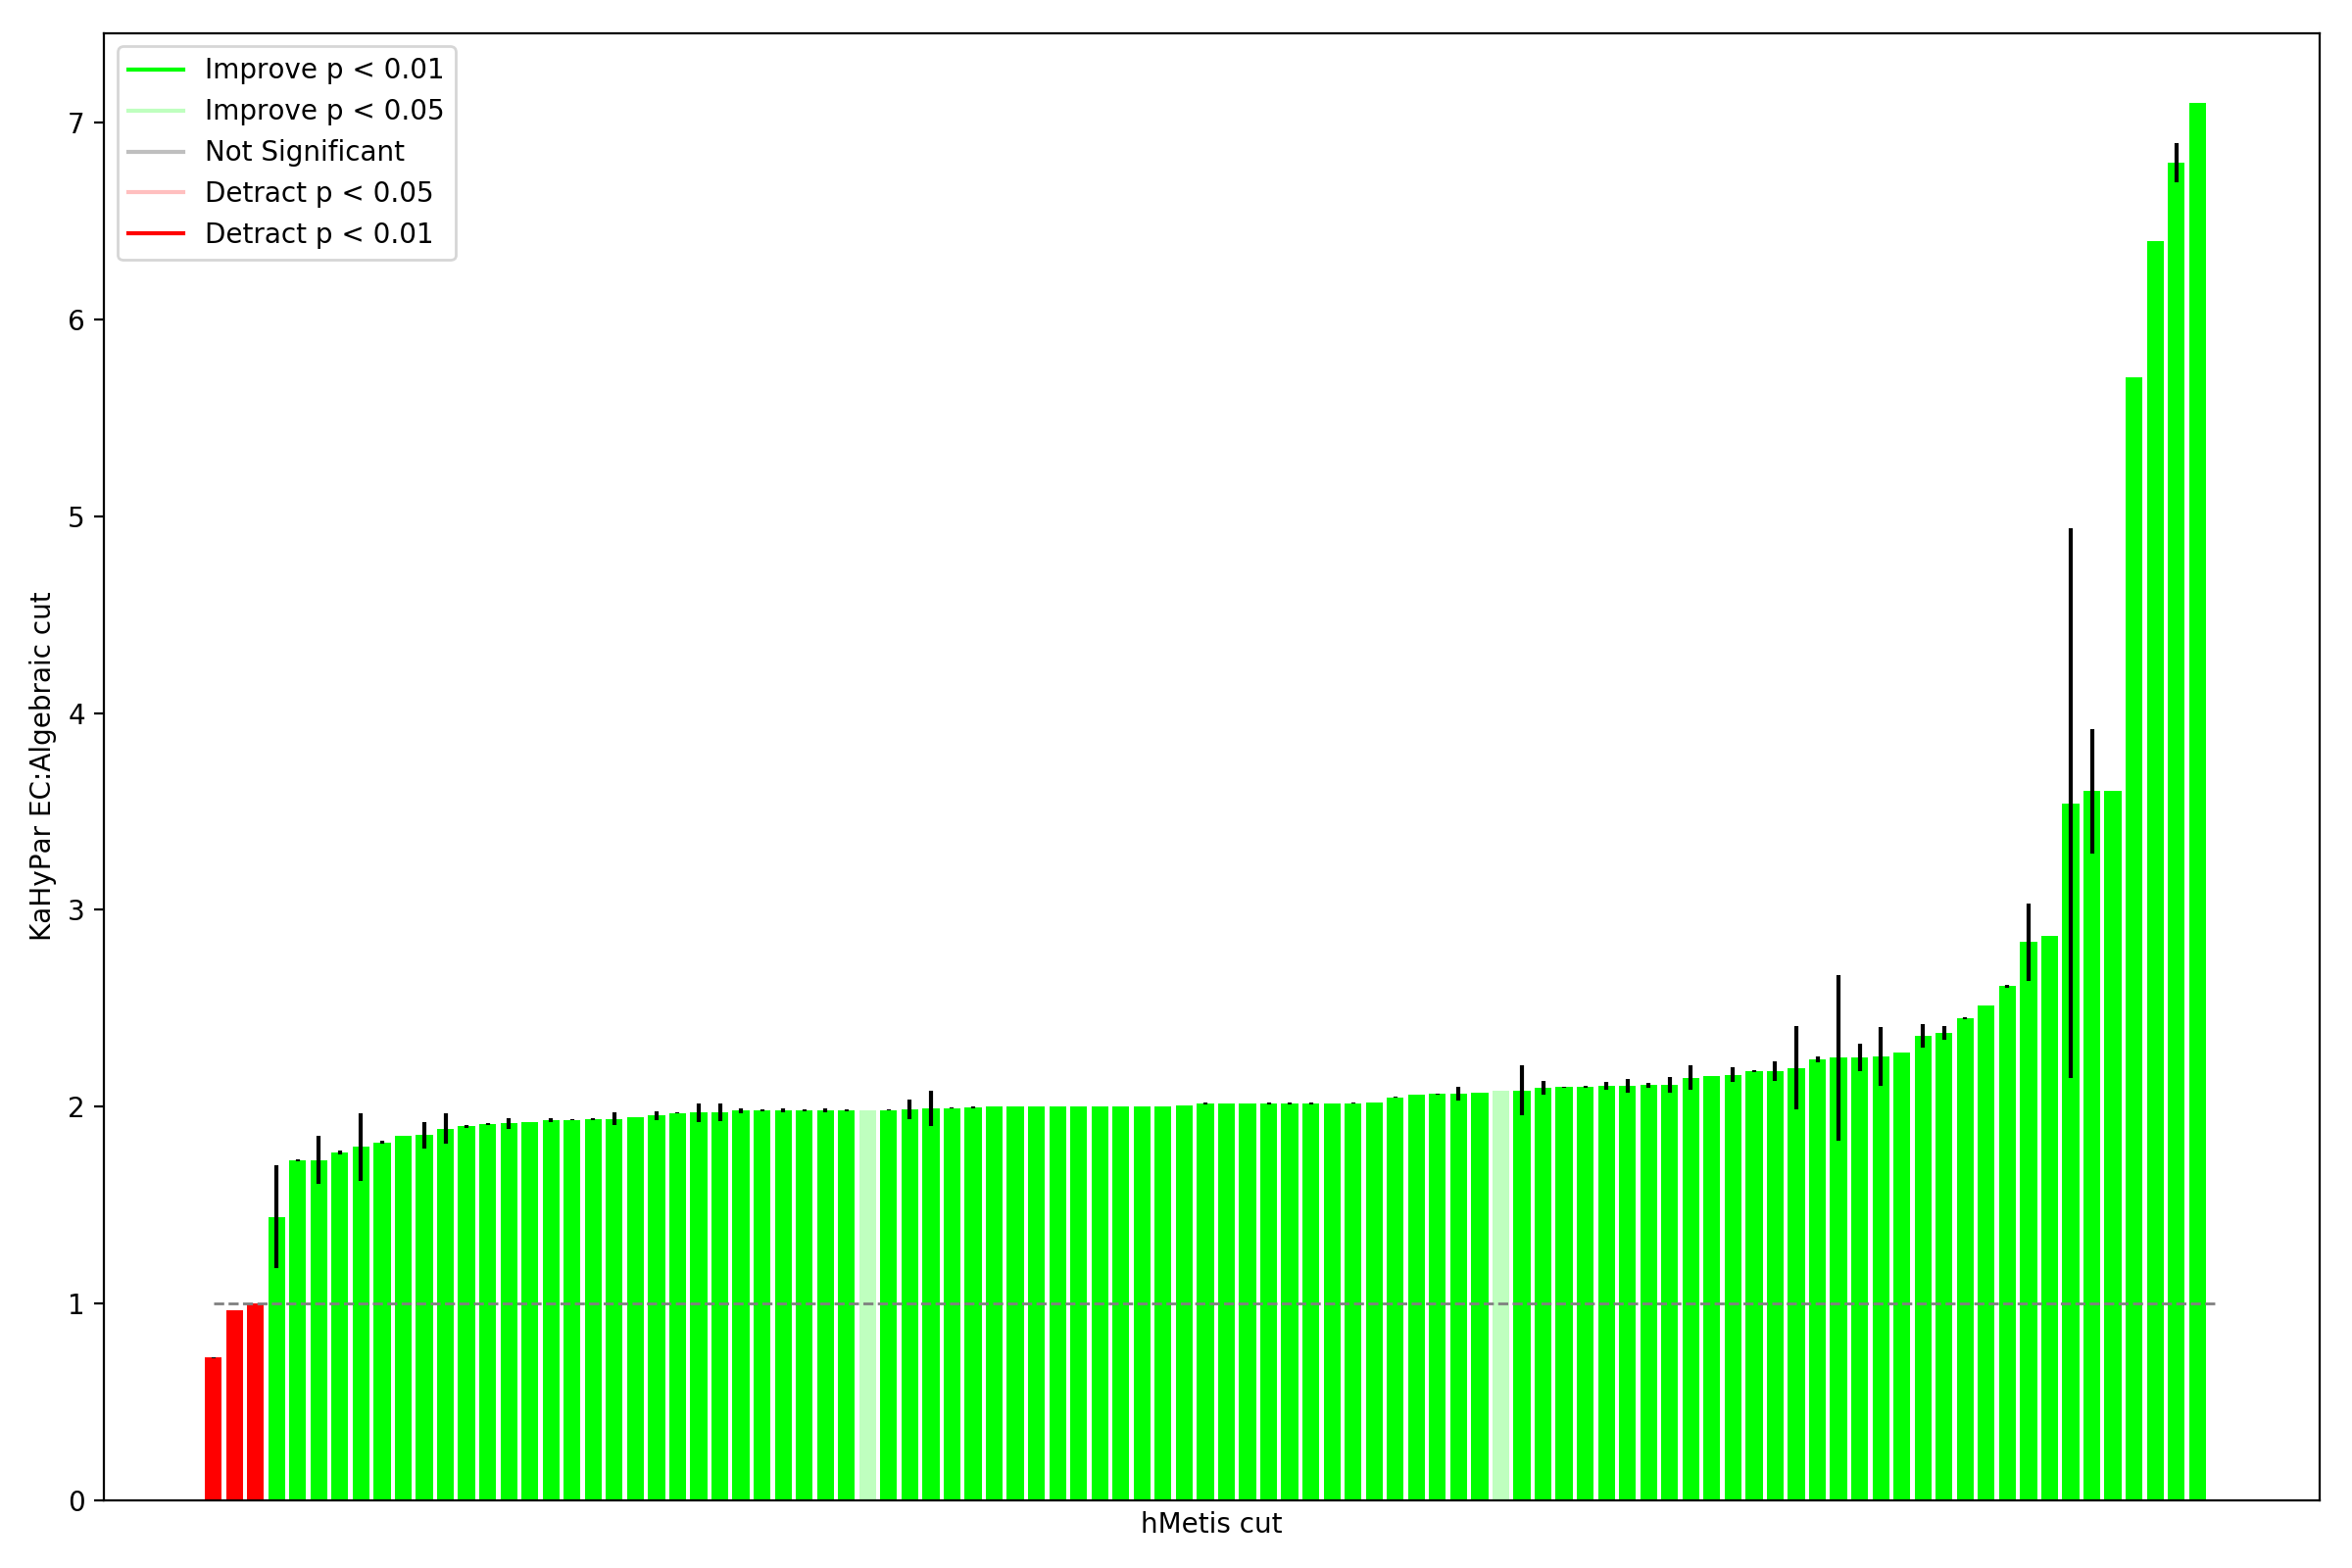 Improve p < 0.01
Improve p < 0.05
Not Significant
Detract p < 0.05
Detract p < 0.01
7
6
5
4
3
2
1
0
KaHyPar EC:Algebraic cut
hMetis cut